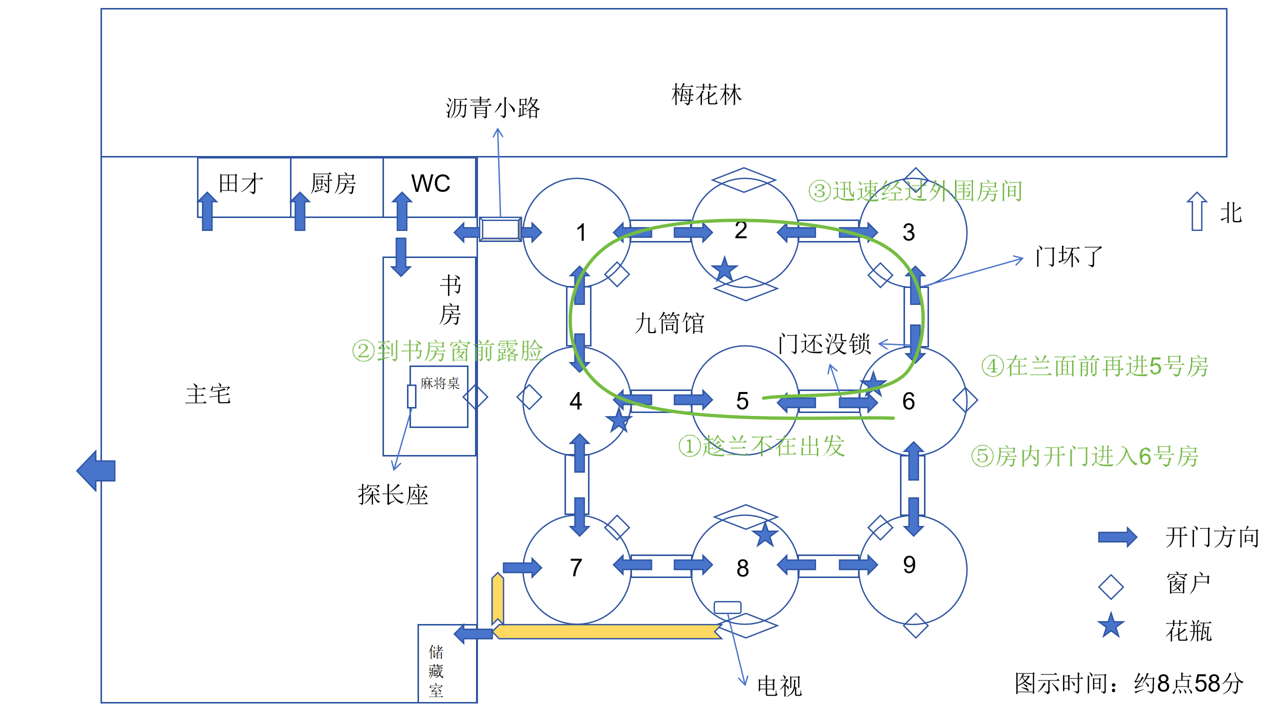 梅花林
沥青小路
田才
厨房
WC
③迅速经过外围房间
北
1
2
3
门坏了
书
房
九筒馆
门还没锁
②到书房窗前露脸
④在兰面前再进5号房
主宅
麻将桌
4
5
6
①趁兰不在出发
⑤房内开门进入6号房
探长座
开门方向
7
8
9
窗户
花瓶
储
藏
室
电视
图示时间：约8点58分